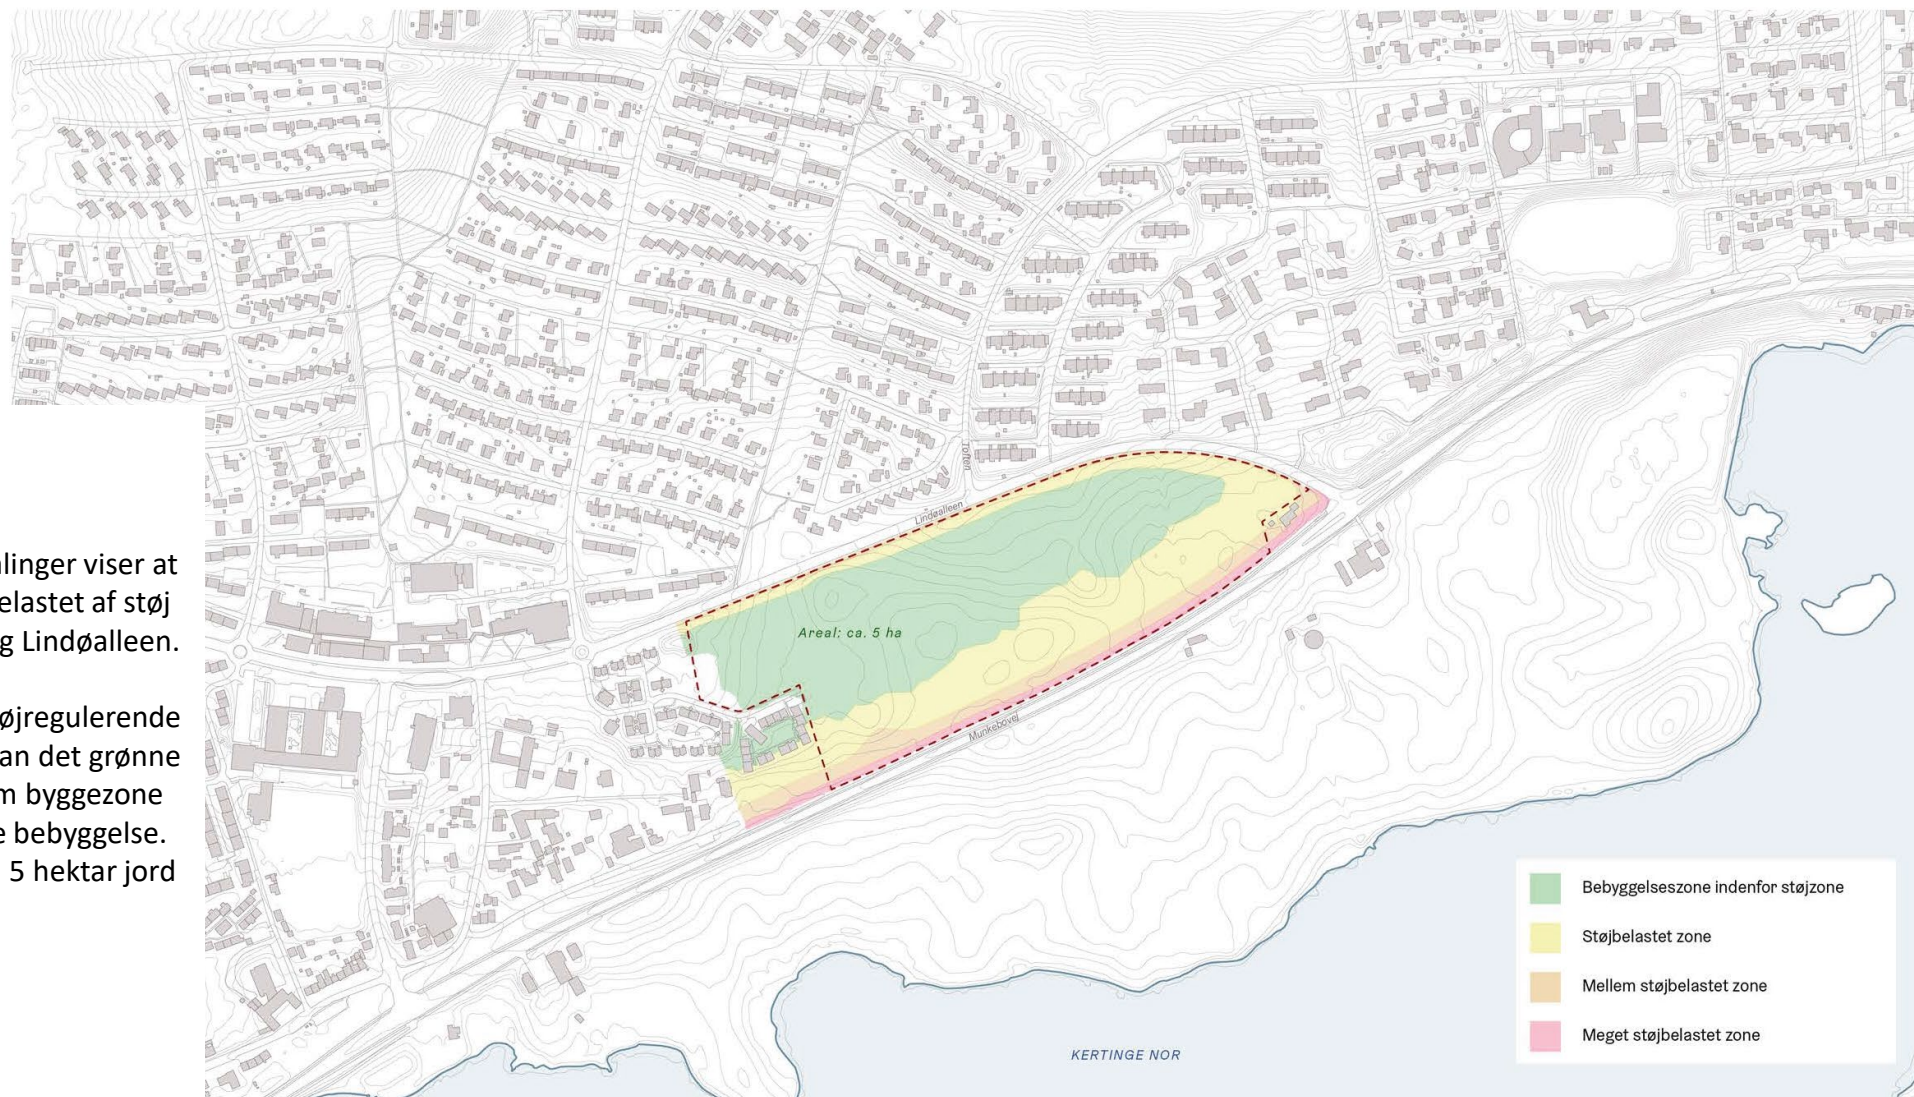 linger viser at
elastet af støj
g Lindøalleen.
øjregulerende
an det grønne
m byggezone
e bebyggelse.
5 hektar jord
Toften
Lindøalleen
Areal: ca. 5 ha
Munkebovej
KERTINGE NOR
Bebyggelseszone indenfor støjzone
Støjbelastet zone
Mellem støjbelastet zone
Meget støjbelastet zone